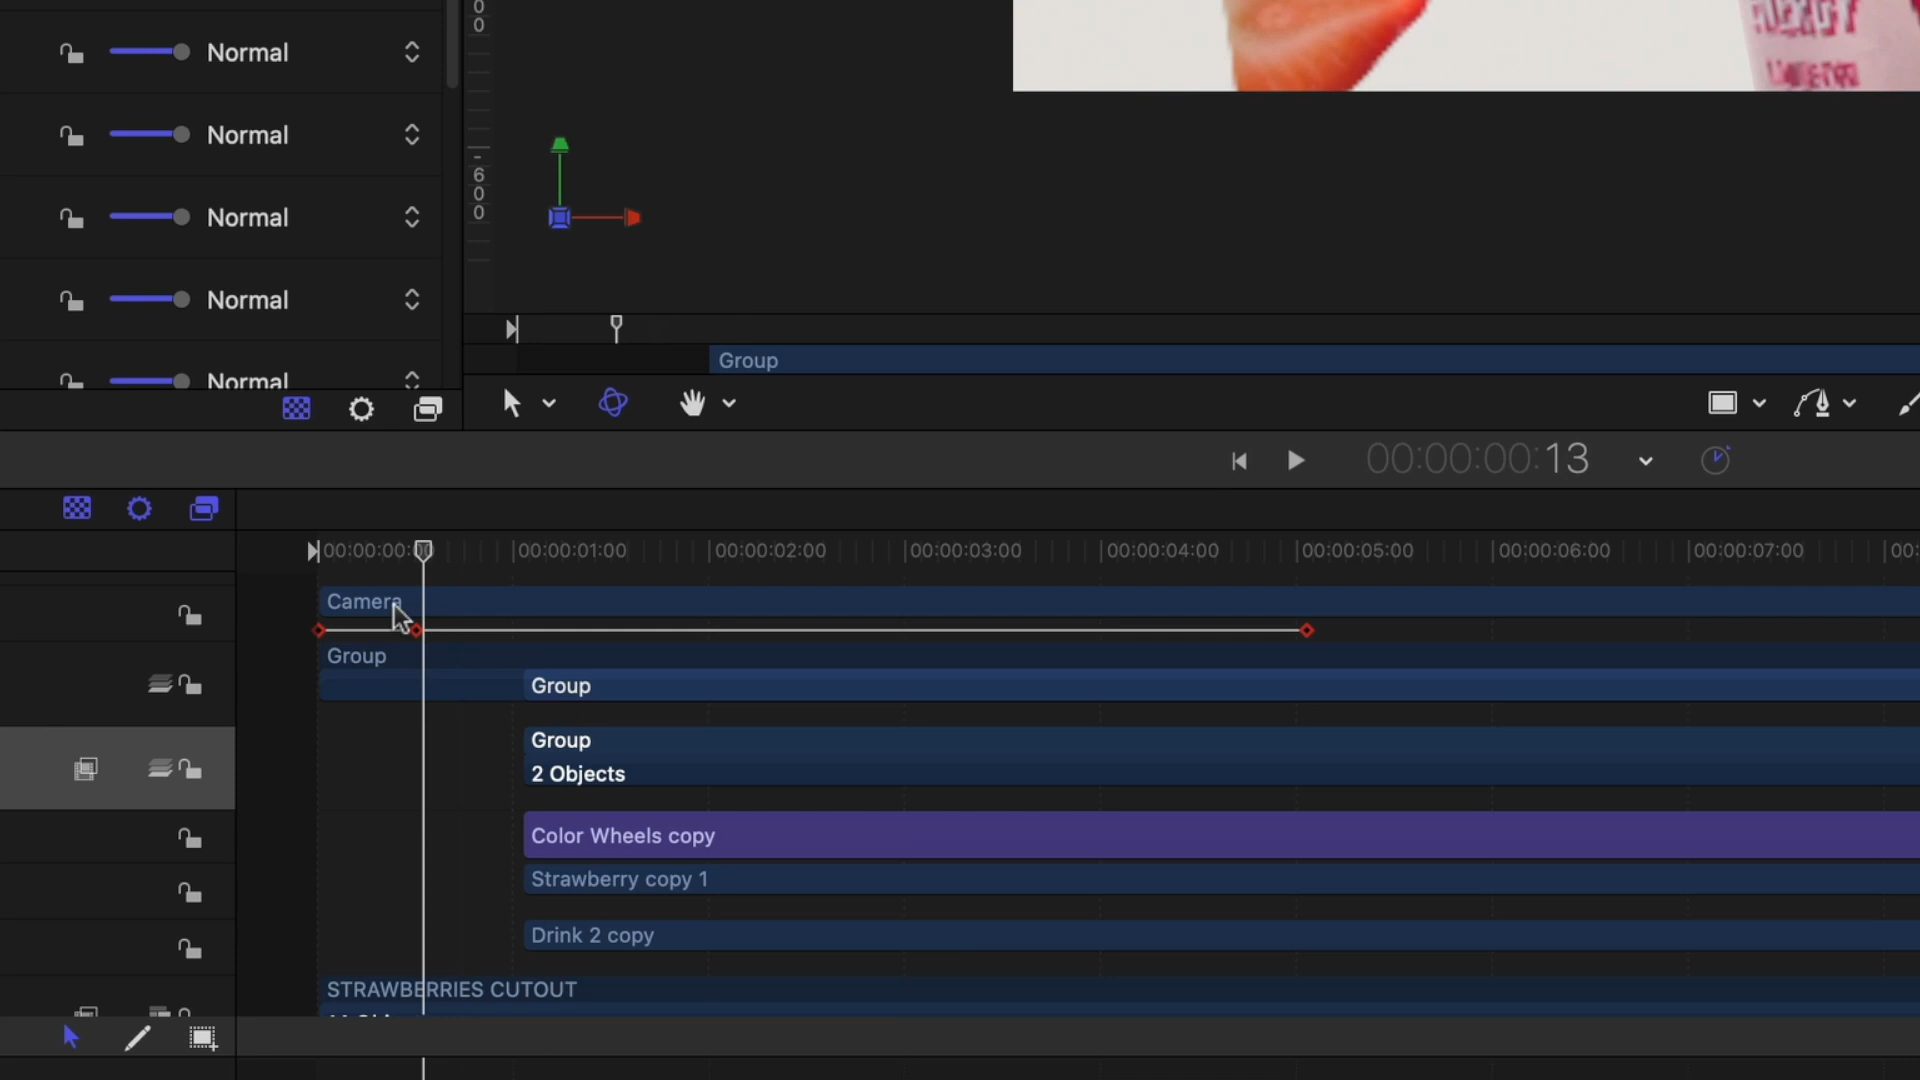 Normal
Normal
Normal
Normal
Normal
0
0
-
6
0
0
Group
00:00:00:13
00:00:00:00
00:00:01:00
00:00:02:00
00:00:03:00
00:00:04:00
00:00:05:00
00:00:06:00
00:00:07:00
00:
Camera
Group
Group
Group
2 Objects
Color Wheels copy
Strawberry copy 1
Drink 2 copy
STRAWBERRIES CUTOUT